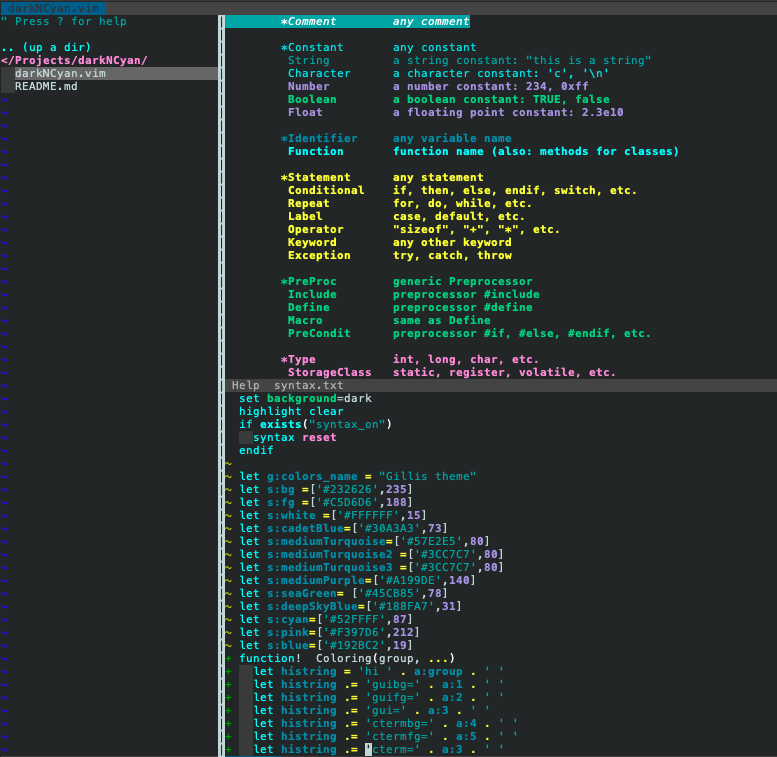 darkNCyan.vim
" Press ? for help
.. (up a dir)
</Projects/darkNCyan/
darkNCyan.vim
README.md
*Comment any comment
*Constant any constant
String a string constant: "this is a string"
Character a character constant: 'c', '\n'
Number a number constant: 234, 0xff
Boolean a boolean constant: TRUE, false
Float a floating point constant: 2.3e10
*Identifier any variable name
Function function name (also: methods for classes)
*Statement any statement
Conditional if, then, else, endif, switch, etc.
Repeat for, do, while, etc.
Label case, default, etc.
Operator "sizeof", "+", "*", etc.
Keyword any other keyword
Exception try, catch, throw
*PreProc generic Preprocessor
Include preprocessor #include
Define preprocessor #define
Macro same as Define
PreCondit preprocessor #if, #else, #endif, etc.
*Type int, long, char, etc.
StorageClass static, register, volatile, etc.
Help syntax.txt
set background=dark
highlight clear
if exists("syntax_on")
syntax reset
endif
~
~ let g:colors_name = "Gillis theme"
~ let s:bg =['#232626',235]
~ let s:fg =['#C5D6D6',188]
~ let s:white =['#FFFFFF',15]
~ let s:cadetBlue=['#30A3A3',73]
~ let s:mediumTurquoise=['#57E2E5',80]
~ let s:mediumTurquoise2 =['#3CC7C7',80]
~ let s:mediumTurquoise3 =['#3CC7C7',80]
~ let s:mediumPurple=['#A199DE',140]
~ let s:seaGreen= ['#45CB85',78]
~ let s:deepSkyBlue=['#188FA7',31]
~ let s:cyan=['#52FFFF',87]
~ let s:pink=['#F397D6',212]
~ let s:blue=['#192BC2',19]
+ function! Coloring(group, ...)
+ let histring = 'hi ' . a:group . ' '
+ let histring .= 'guibg=' . a:1 . ' '
+ let histring .= 'guifg=' . a:2 . ' '
+ let histring .= 'gui=' . a:3 . ' '
+ let histring .= 'ctermbg=' . a:4 . ' '
+ let histring .= 'ctermfg=' . a:5 . ' '
+ let histring .= 'cterm=' . a:3 . ' '